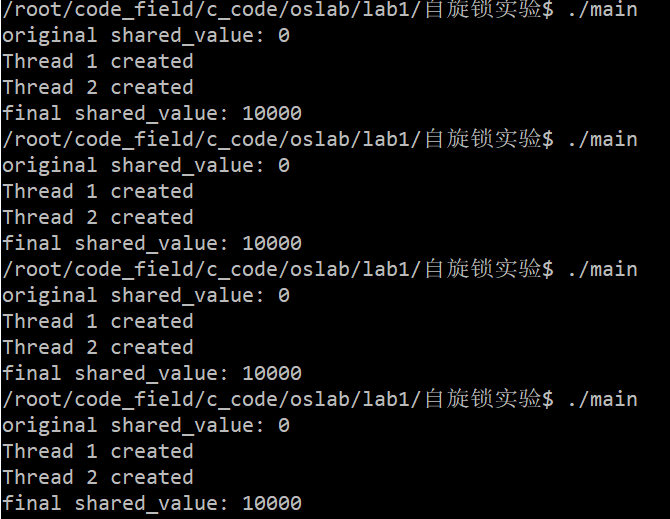 /root/code_field/c_code/oslab/lab1/自旋锁实验$ ./main
original shared_value: 0
Thread 1 created
Thread 2 created
final shared_value: 10000
/root/code_field/c_code/oslab/lab1/自旋锁实验$ ./main
original shared_value: 0
Thread 1 created
Thread 2 created
final shared_value: 10000
/root/code_field/c_code/oslab/lab1/自旋锁实验$ ./main
original shared_value: 0
Thread 1 created
Thread 2 created
final shared_value: 10000
/root/code_field/c_code/oslab/lab1/自旋锁实验$ ./main
original shared_value: 0
Thread 1 created
Thread 2 created
final shared_value: 10000